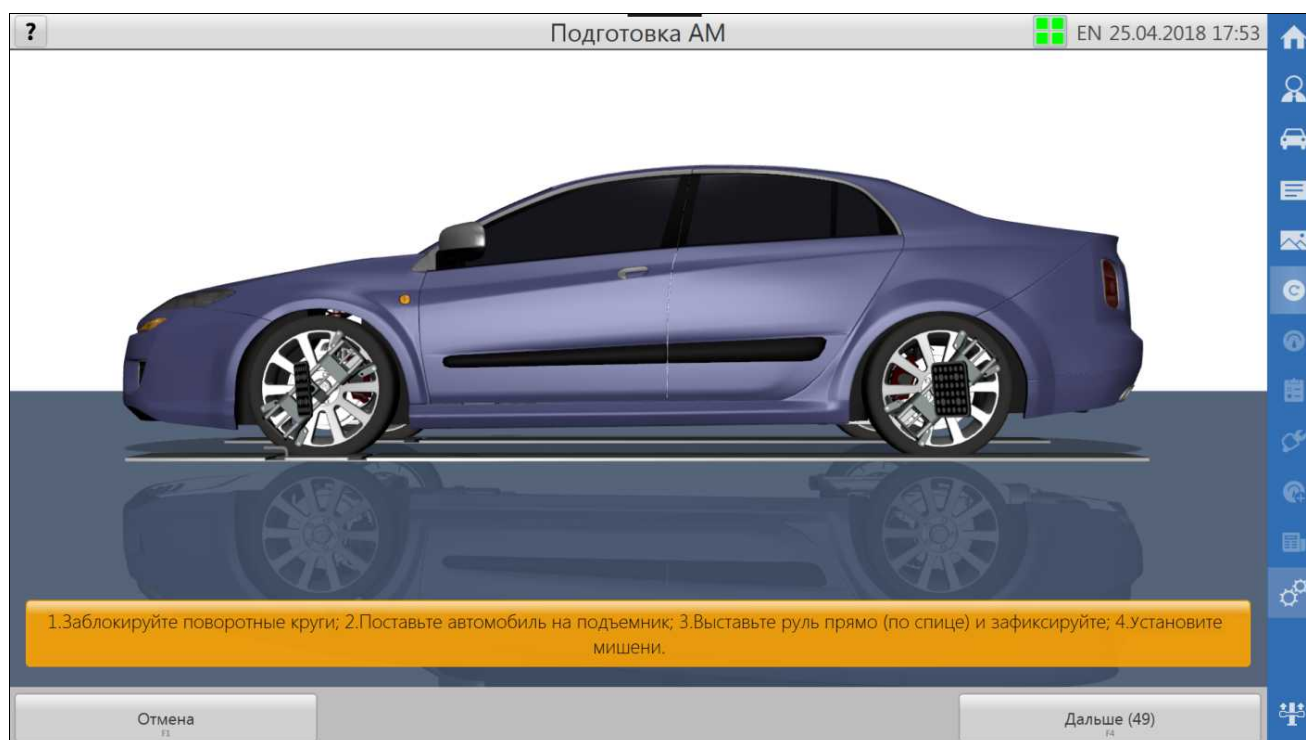 ?
Подготовка АМ
EN 25.04.2018 17:53
1.Заблокируйте поворотные круги; 2.Поставьте автомобиль на подъемник; 3.Выставьте руль прямо (по спице) и зафиксируйте; 4.Установите
мишени.
Отмена
F1
Дальше (49)
F4